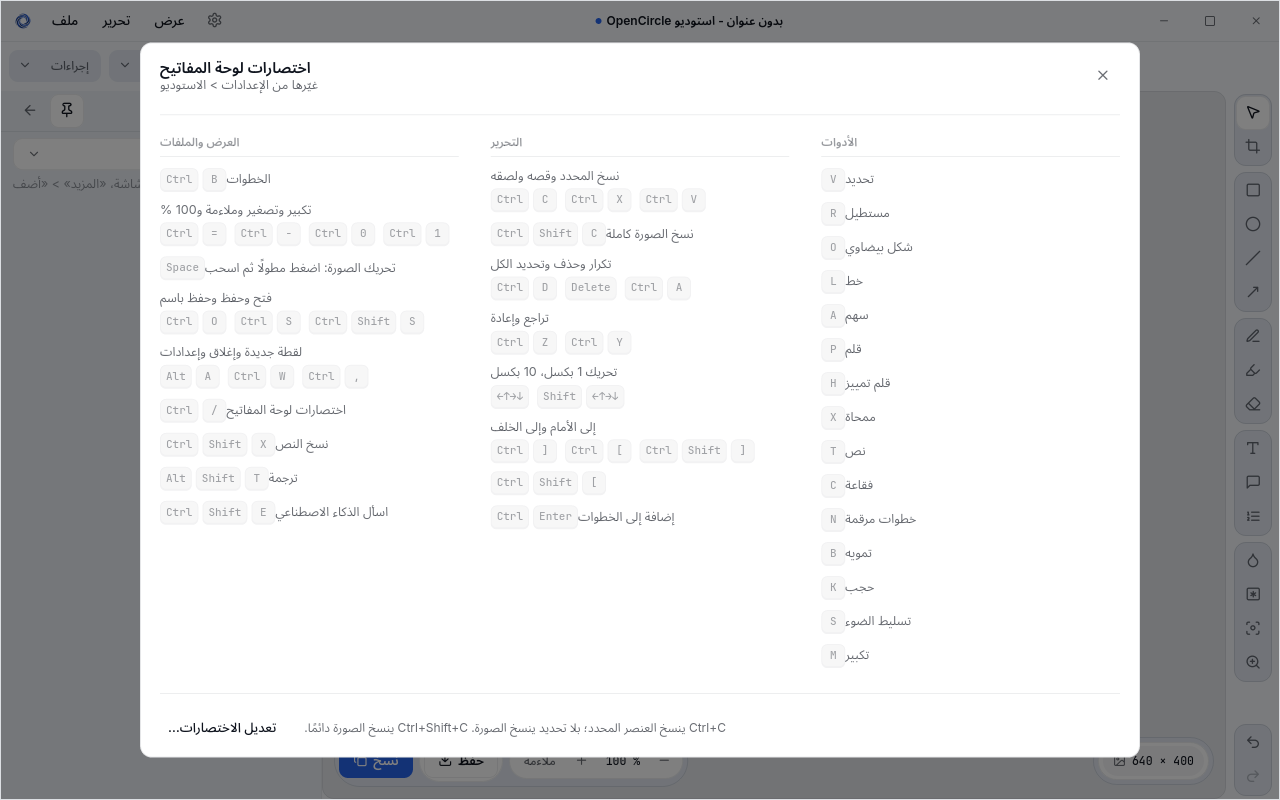 ملف
تحرير
عرض
بدون عنوان - استوديو OpenCircle
إجراءات
اختصارات لوحة المفاتيح
غيّرها من الإعدادات > الاستوديو
الأدوات
تحديد V
مستطيل R
شكل بيضاوي O
خط L
سهم A
قلم P
قلم تمييز H
ممحاة X
نص T
فقاعة C
خطوات مرقمة N
تمويه B
حجب K
تسليط الضوء S
تكبير M
التحرير
نسخ المحدد وقصه ولصقه
Ctrl C Ctrl X Ctrl V
نسخ الصورة كاملة Ctrl Shift C
تكرار وحذف وتحديد الكل
Ctrl D Delete Ctrl A
تراجع وإعادة
Ctrl Z Ctrl Y
تحريك 1 بكسل، 10 بكسل
←↑→↓ Shift ←↑→↓
إلى الأمام وإلى الخلف
Ctrl ] Ctrl [ Ctrl Shift ]
Ctrl Shift [
إضافة إلى الخطوات Ctrl Enter
العرض والملفات
الخطوات Ctrl B
تكبير وتصغير وملاءمة و100 %
Ctrl = Ctrl - Ctrl 0 Ctrl 1
تحريك الصورة: اضغط مطولًا ثم اسحب Space
فتح وحفظ وحفظ باسم
Ctrl O Ctrl S Ctrl Shift S
لقطة جديدة وإغلاق وإعدادات
Alt A Ctrl W Ctrl ,
اختصارات لوحة المفاتيح Ctrl /
نسخ النص Ctrl Shift X
ترجمة Alt Shift T
اسأل الذكاء الاصطناعي Ctrl Shift E
Ctrl+C ينسخ العنصر المحدد؛ بلا تحديد ينسخ الصورة. Ctrl+Shift+C ينسخ الصورة دائمًا.
تعديل الاختصارات...
«المزيد» > «أضف
640 × 400
100 %
ملاءمة
حفظ
نسخ